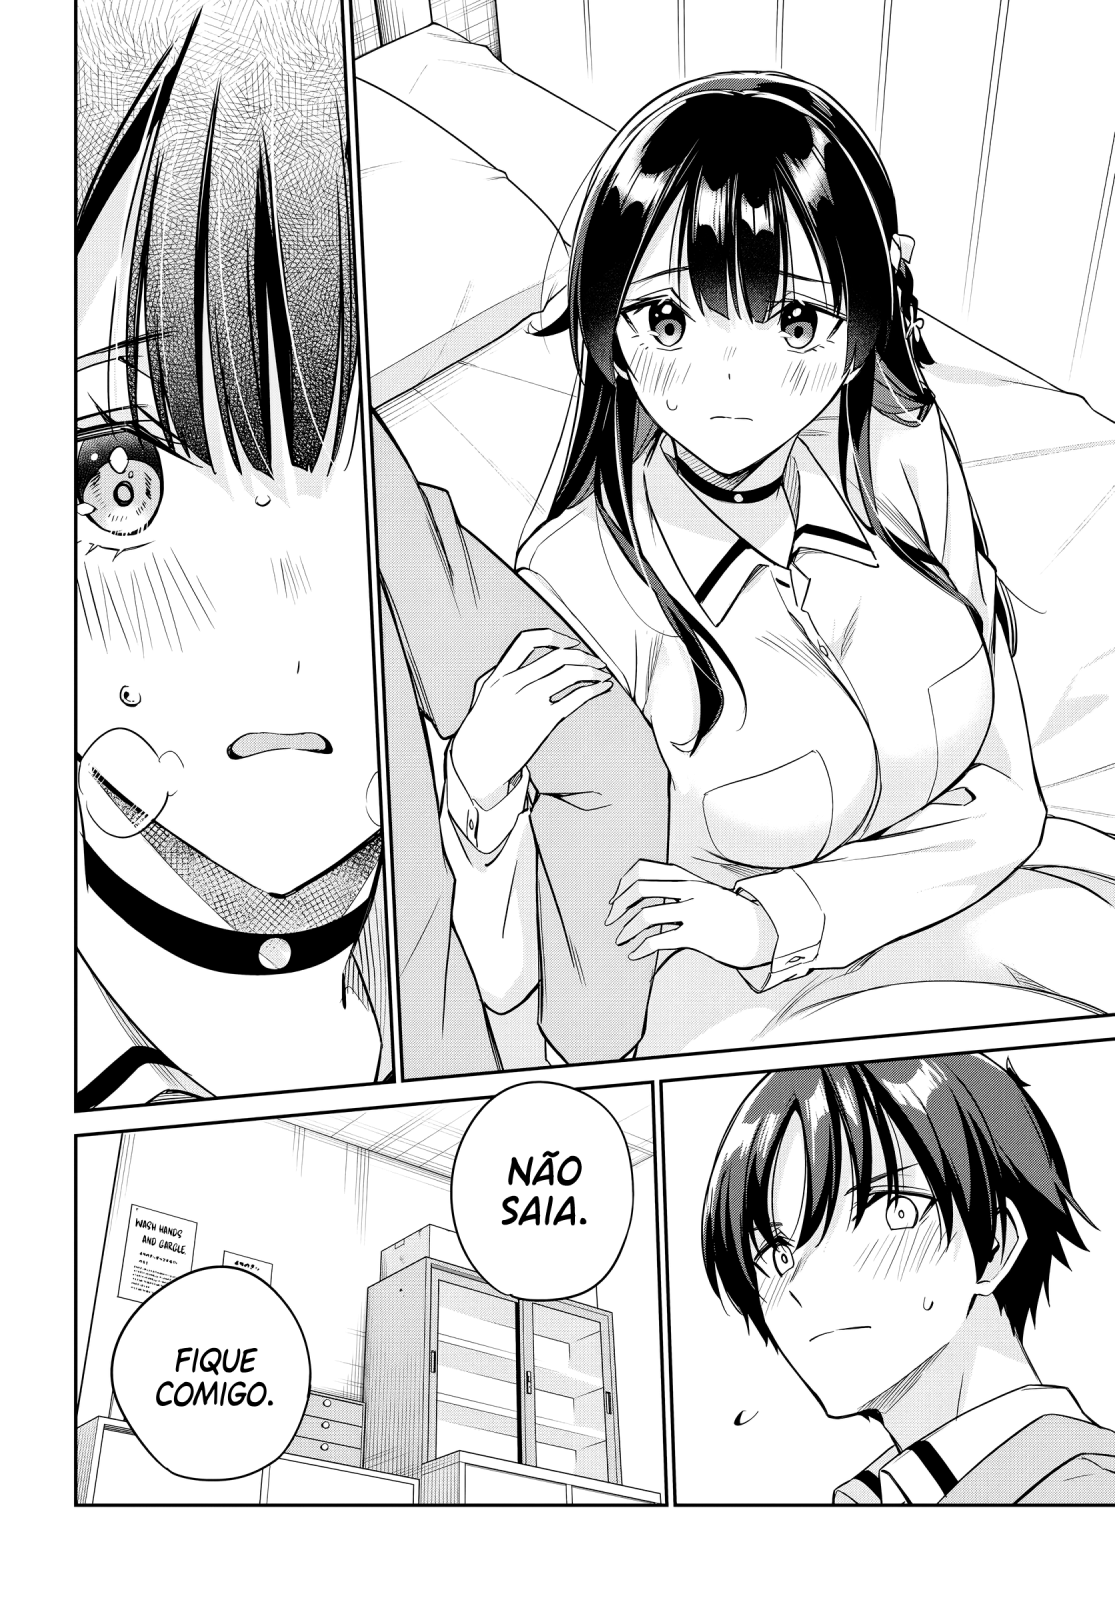 NÃO
SAIA.
FIQUE
COMIGO.
WASH HANDS
AND GARGLE.